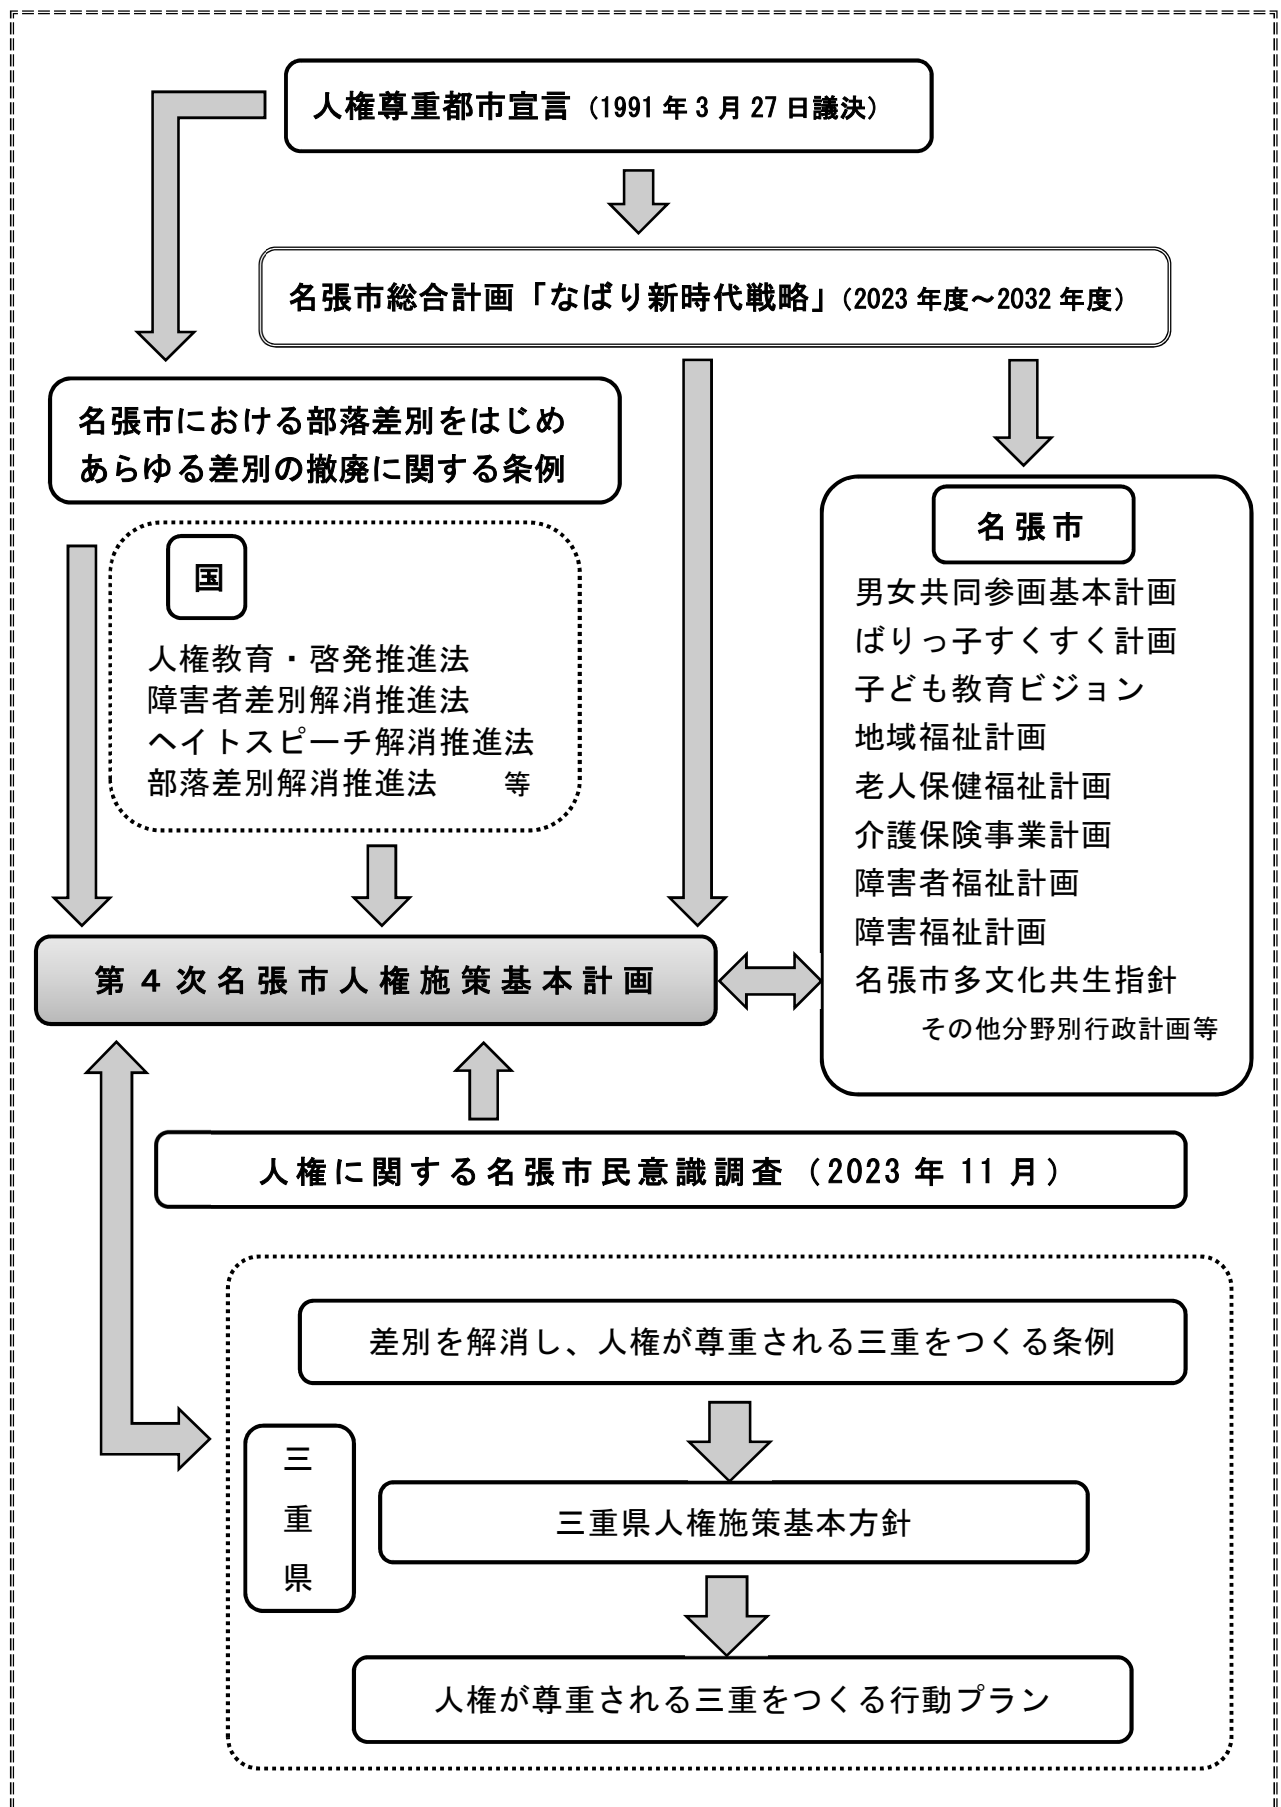 人権尊重都市宣言（1991年3月27日議決）
名張市総合計画「なばり新時代戦略」（2023年度～2032年度）
名張市における部落差別をはじめ
あらゆる差別の撤廃に関する条例
国
人権教育・啓発推進法
障害者差別解消推進法
ヘイトスピーチ解消推進法
部落差別解消推進法　　等
名張市
男女共同参画基本計画
ばりっ子すくすく計画
子ども教育ビジョン
地域福祉計画
老人保健福祉計画
介護保険事業計画
障害者福祉計画
障害福祉計画
名張市多文化共生指針
その他分野別行政計画等
第４次名張市人権施策基本計画
人権に関する名張市民意識調査（2023年11月）
差別を解消し、人権が尊重される三重をつくる条例
三
重
県
三重県人権施策基本方針
人権が尊重される三重をつくる行動プラン